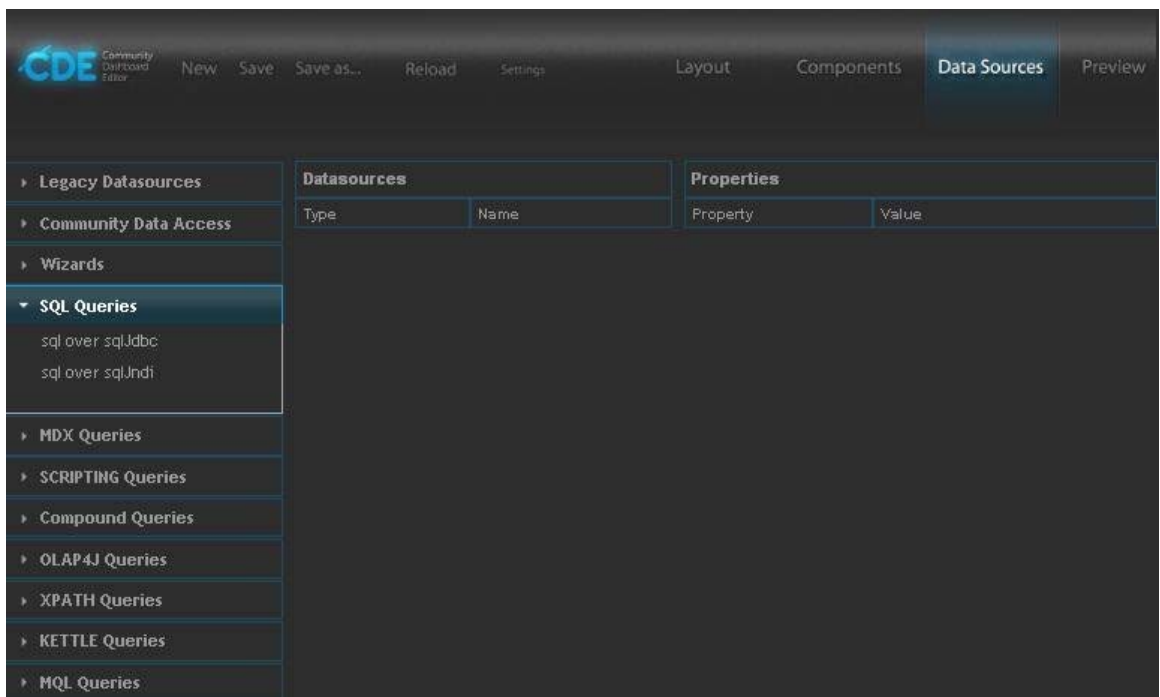 CDE Community Dashboard Editor New Save Save as... Reload Settings Layout Components Data Sources Preview
Legacy Datasources
Community Data Access
Wizards
SQL Queries
sql over sqlJdbc
sql over sqlJndi
MDX Queries
SCRIPTING Queries
Compound Queries
OLAP4J Queries
XPATH Queries
KETTLE Queries
MQL Queries
Datasources
Type Name
Properties
Property Value